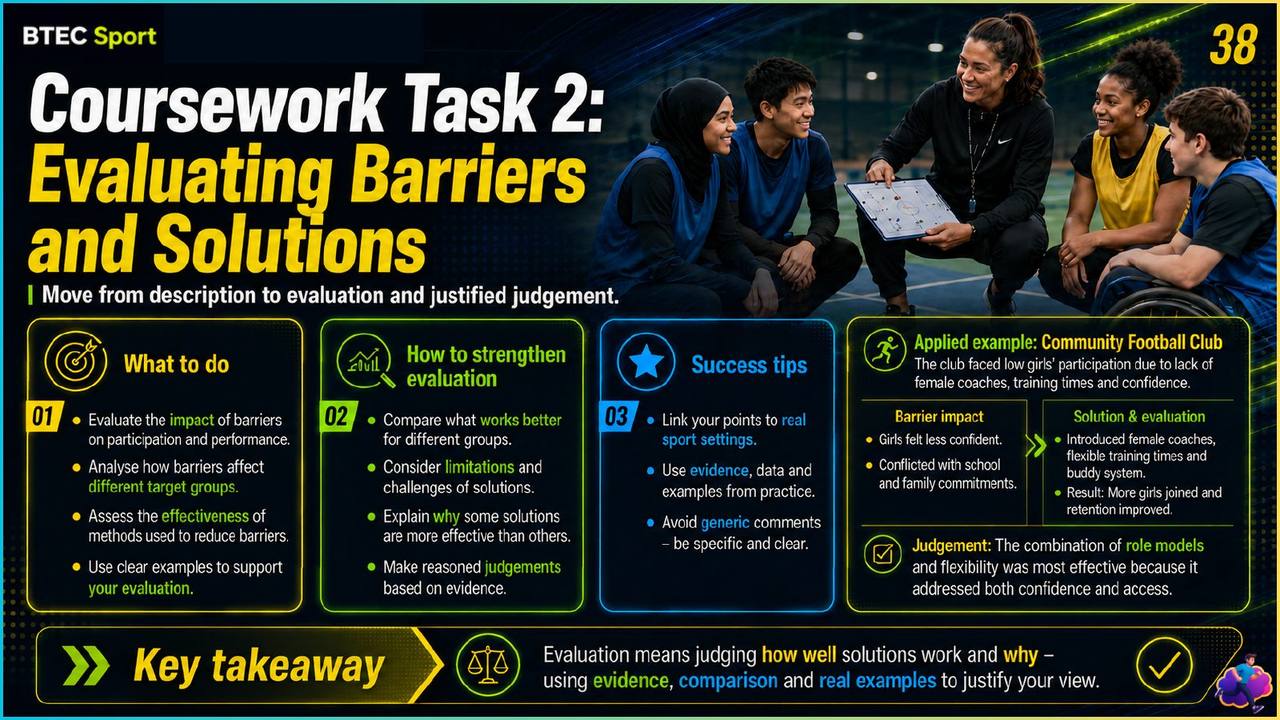 BTEC Sport
38
Coursework Task 2:
Evaluating Barriers
and Solutions
Move from description to evaluation and justified judgement.
What to do
01
Evaluate the impact of barriers
on participation and performance.
Analyse how barriers affect
different target groups.
Assess the effectiveness of
methods used to reduce barriers.
Use clear examples to support
your evaluation.
How to strengthen
evaluation
02
Compare what works better
for different groups.
Consider limitations and
challenges of solutions.
Explain why some solutions
are more effective than others.
Make reasoned judgements
based on evidence.
Success tips
03
Link your points to real
sport settings.
Use evidence, data and
examples from practice.
Avoid generic comments
– be specific and clear.
Applied example: Community Football Club
The club faced low girls' participation due to lack of
female coaches, training times and confidence.
Barrier impact
Girls felt less confident.
Conflicted with school
and family commitments.
Solution & evaluation
Introduced female coaches,
flexible training times and
buddy system.
Result: More girls joined and
retention improved.
Judgement: The combination of role models
and flexibility was most effective because it
addressed both confidence and access.
Key takeaway
Evaluation means judging how well solutions work and why –
using evidence, comparison and real examples to justify your view.